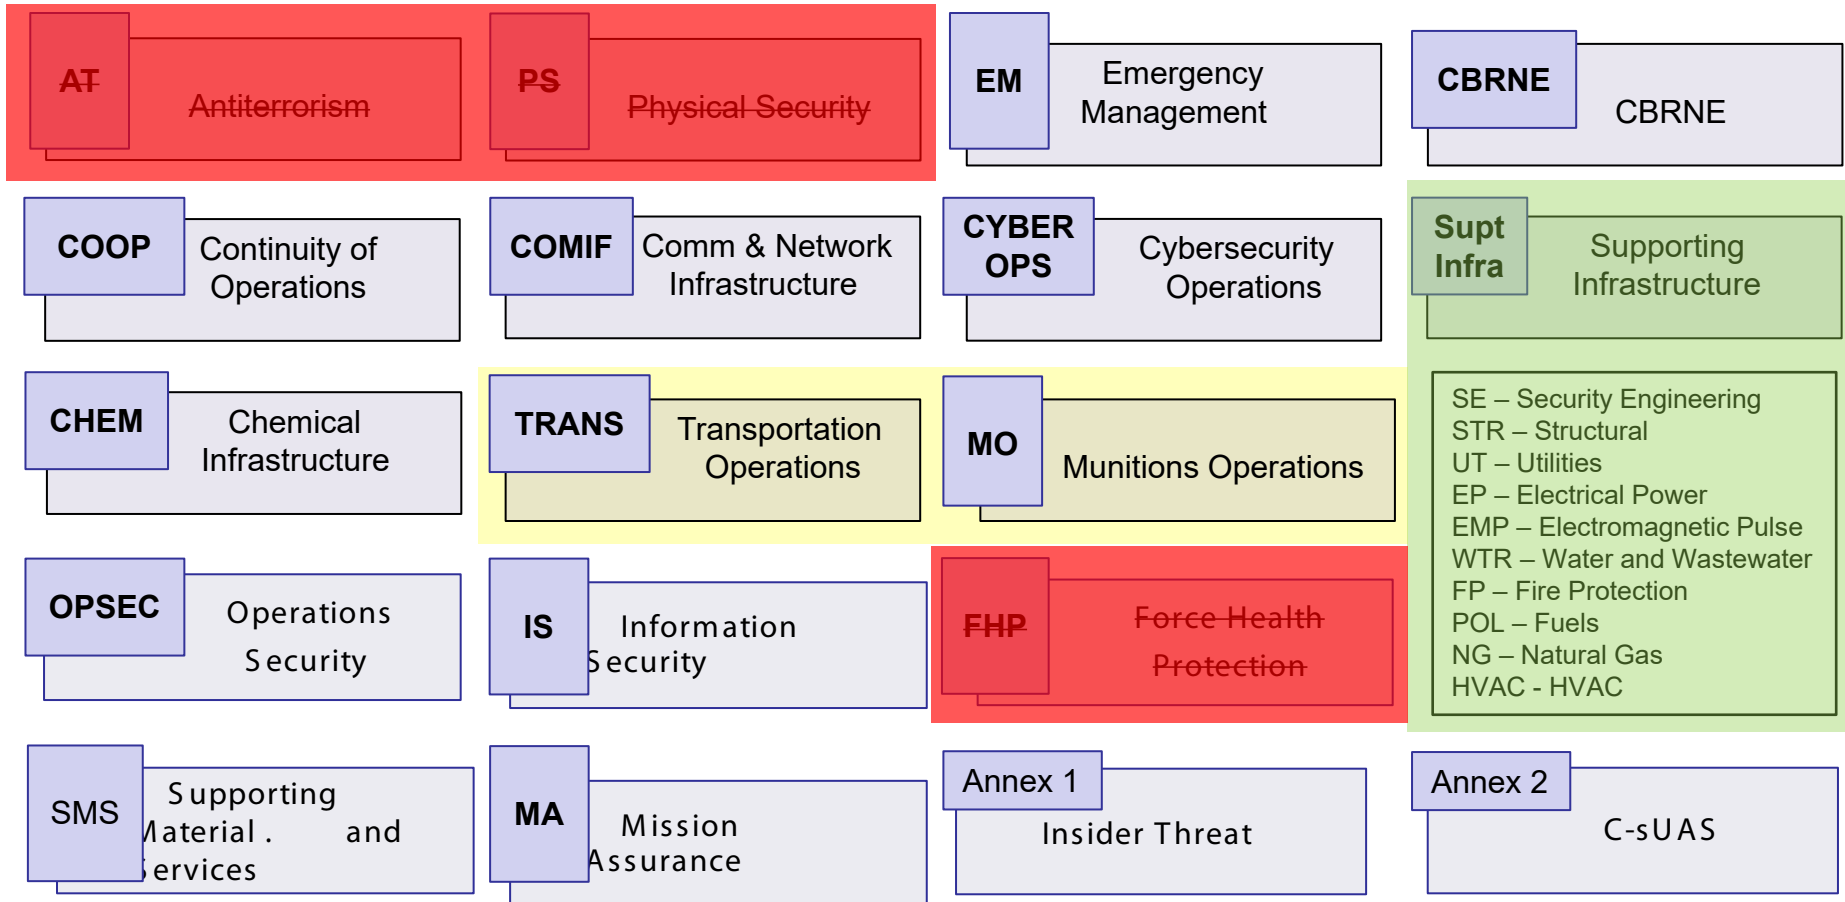 AT
Antiterrorism
PS
Physical Security
EM
Emergency
Management
CBRNE
CBRNE
COOP
Continuity of
Operations
COMIF
Comm & Network
Infrastructure
CYBER
OPS
Cybersecurity
Operations
Supt
Infra
Supporting
Infrastructure
CHEM
Chemical
Infrastructure
TRANS
Transportation
Operations
MO
Munitions Operations
SE – Security Engineering
STR – Structural
UT – Utilities
EP – Electrical Power
EMP – Electromagnetic Pulse
WTR – Water and Wastewater
FP – Fire Protection
POL – Fuels
NG – Natural Gas
HVAC - HVAC
OPSEC
Operations
Security
IS
Information
Security
FHP
Force Health
Protection
SMS
Supporting
Material . and
Services
MA
Mission
Assurance
Annex 1
Insider Threat
Annex 2
C-sUAS